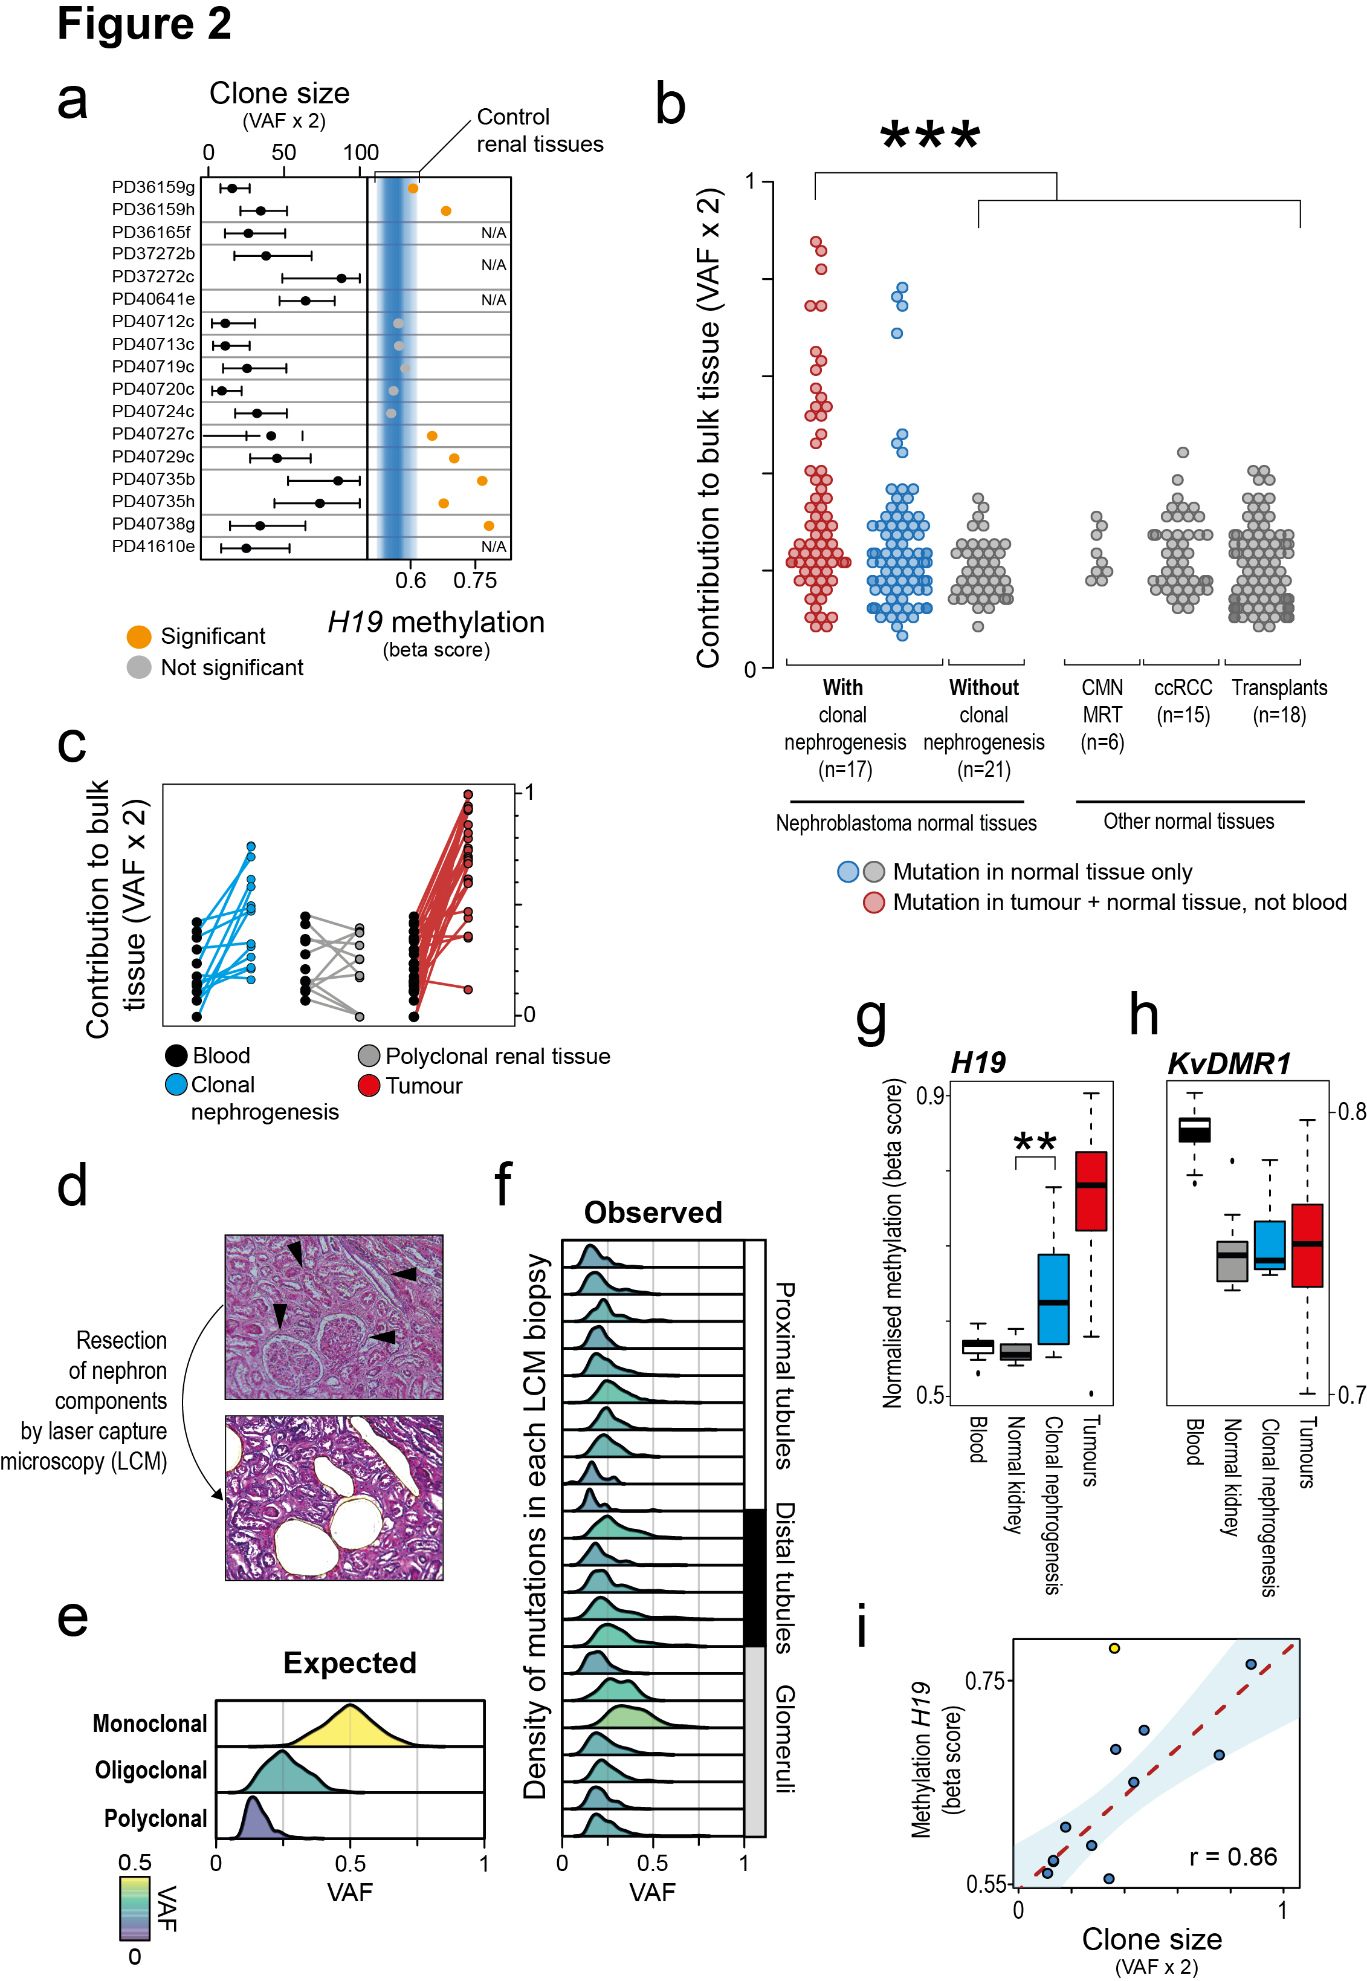 Figure 2
a
Clone size
(VAF x 2)
0 50 100
Control
renal tissues
PD36159g
PD36159h
PD36165f
N/A
PD37272b
N/A
PD37272c
PD40641e
N/A
PD40712c
PD40713c
PD40719c
PD40720c
PD40724c
PD40727c
PD40729c
PD40735b
PD40735h
PD40738g
PD41610e
N/A
0.6 0.75
H19 methylation
(beta score)
Significant
Not significant
b
***
Contribution to bulk tissue (VAF x 2)
1
0
With
clonal
nephrogenesis
(n=17)
Without
clonal
nephrogenesis
(n=21)
CMN
MRT
(n=6)
ccRCC
(n=15)
Transplants
(n=18)
Nephroblastoma normal tissues
Other normal tissues
Mutation in normal tissue only
Mutation in tumour + normal tissue, not blood
c
Contribution to bulk
tissue (VAF x 2)
1
0
Blood
Clonal
nephrogenesis
Polyclonal renal tissue
Tumour
d
Resection
of nephron
components
by laser capture
microscopy (LCM)
e
Expected
Monoclonal
Oligoclonal
Polyclonal
0 0.5 1
VAF
0.5
VAF
0
f
Observed
Density of mutations in each LCM biopsy
Proximal tubules
Distal tubules
Glomeruli
0 0.5 1
VAF
g
H19
Normalised methylation (beta score)
0.9
0.5
**
Blood
Normal kidney
Clonal nephrogenesis
Tumours
h
KvDMR1
0.8
0.7
Blood
Normal kidney
Clonal nephrogenesis
Tumours
i
Methylation H19
(beta score)
0.75
0.55
r = 0.86
0 1
Clone size
(VAF x 2)